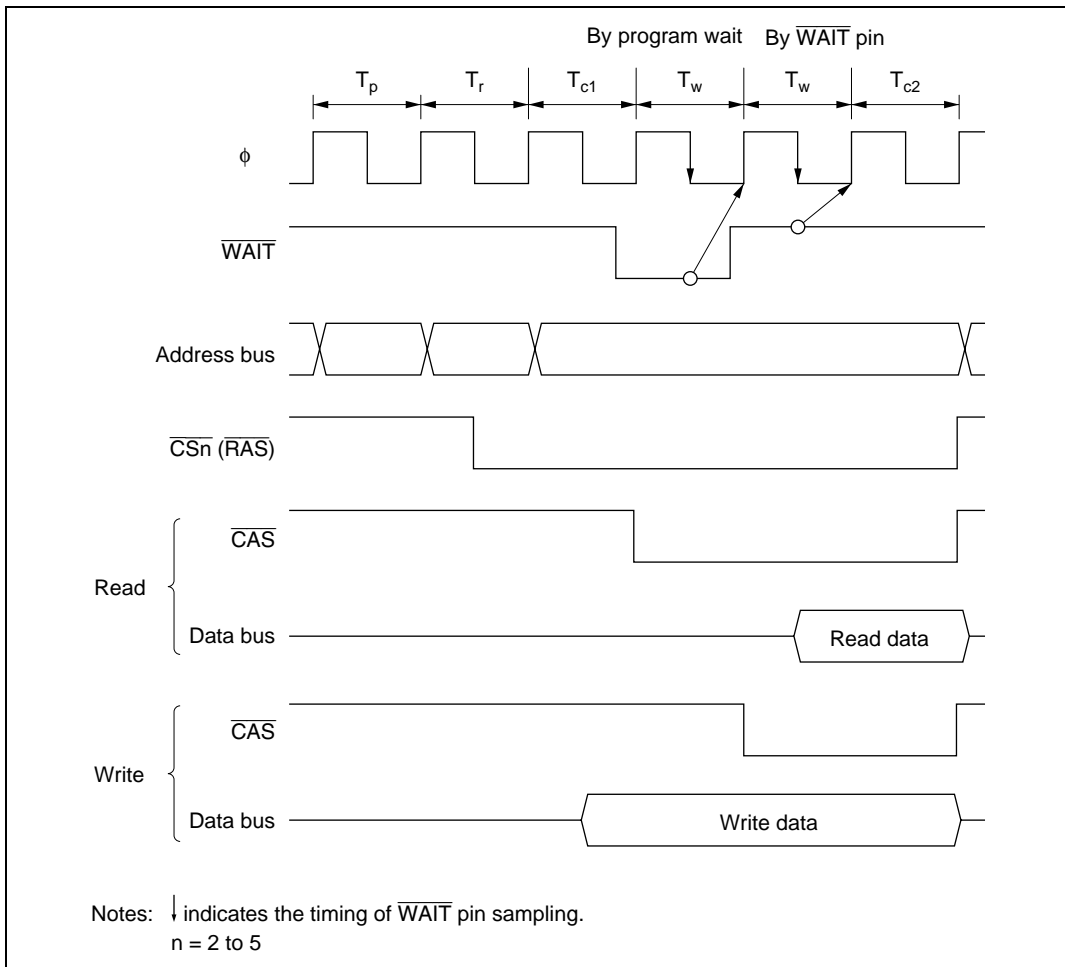 By program wait By WAIT pin
Tp Tr Tc1 Tw Tw Tc2
ϕ
WAIT
Address bus
CSn (RAS)
CAS
Read
Data bus Read data
CAS
Write
Data bus Write data
Notes: ↓ indicates the timing of WAIT pin sampling.
n = 2 to 5